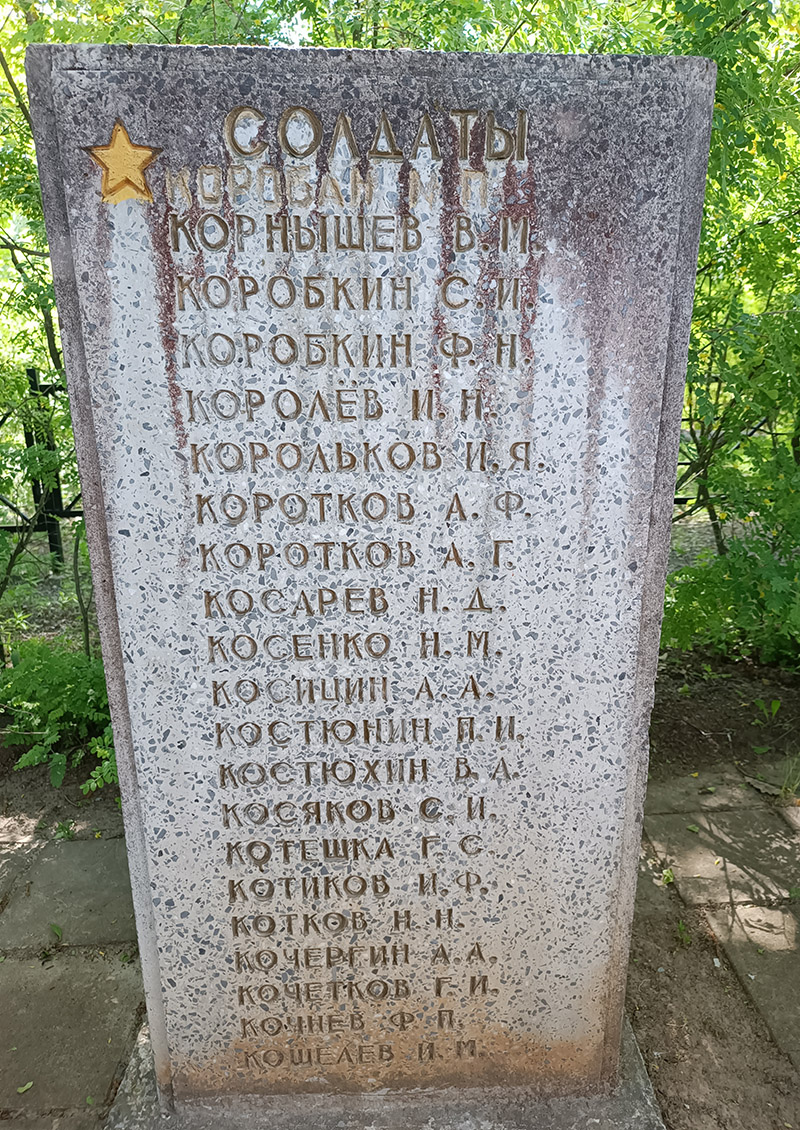 СОЛДАТЫ
КОРОБАН И. П.
КОРНЫШЕВ В. М.
КОРОБКИН С. И.
КОРОБКИН Ф. Н.
КОРОЛЁВ И. Н.
КОРОЛЬКОВ И. Я.
КОРОТКОВ А. Ф.
КОРОТКОВ А. Г.
КОСАРЕВ Н. Д.
КОСЕНКО Н. М.
КОСИЦИН А. А.
КОСТЮНИН П. И.
КОСТЮХИН В. А.
КОСЯКОВ С. И.
КОТЕШКА Г. С.
КОТИКОВ И. Ф.
КОТКОВ Н. Н.
КОЧЕРГИН А. А.
КОЧЕТКОВ Г. И.
КОЧНЕВ Ф. П.
КОШЕЛЕВ И. М.